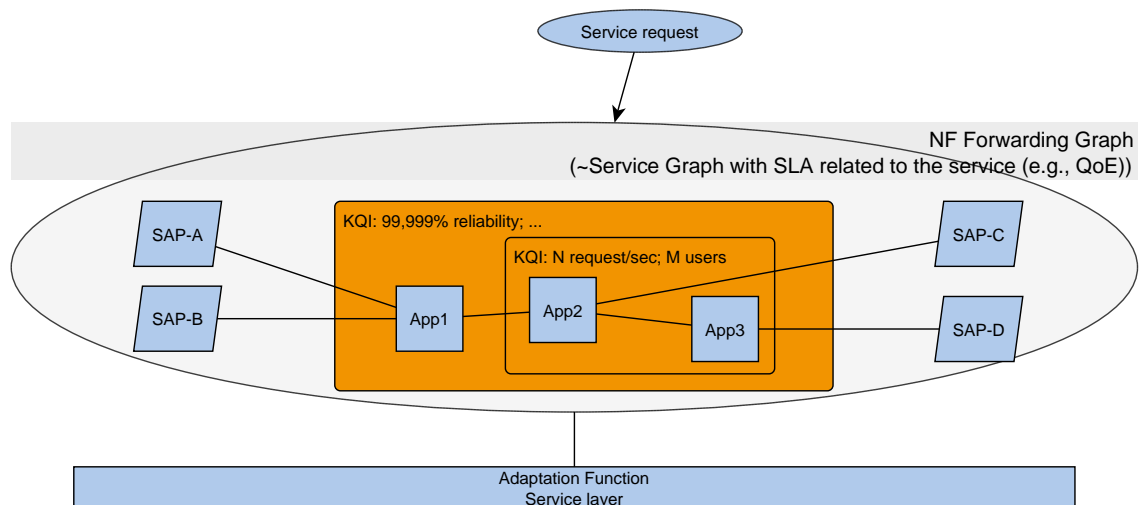 Service request
NF Forwarding Graph
(~Service Graph with SLA related to the service (e.g., QoE))
KQI: 99,999% reliability; ...
SAP-A
SAP-C
KQI: N request/sec; M users
SAP-B
App1
App2
App3
SAP-D
Adaptation Function
Service layer